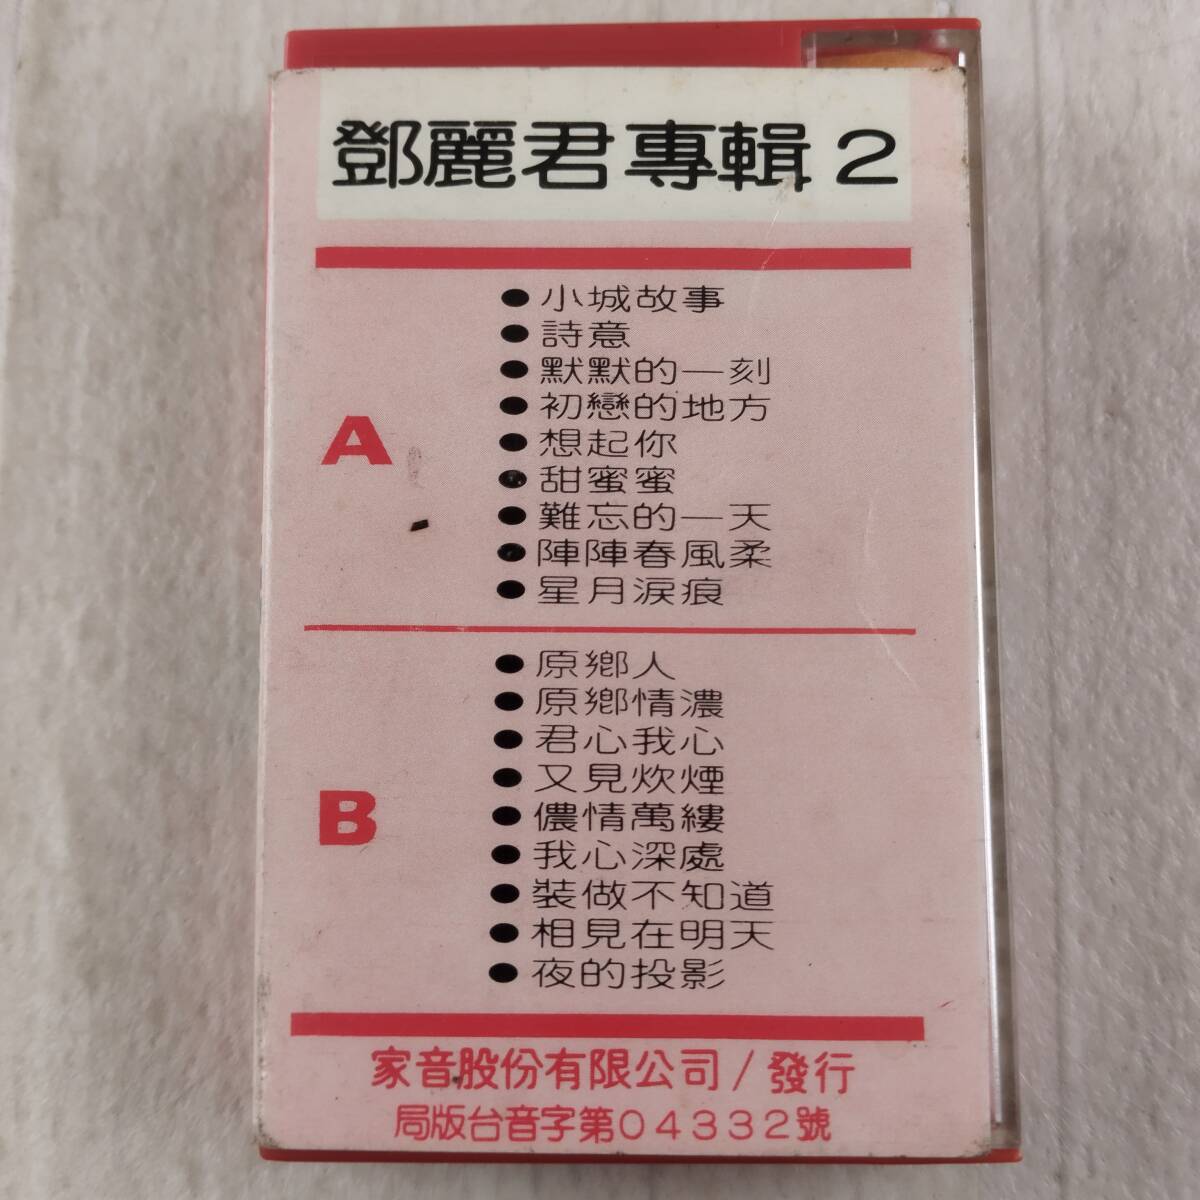 鄧麗君專輯2
A
●小城故事
●詩意
●默默的一刻
●初戀的地方
●想起你
●甜蜜蜜
●難忘的一天
●陣陣春風柔
●星月淚痕
B
●原鄉人
●原鄉情濃
●君心我心
●又見炊煙
●儂情萬縷
●我心深處
●裝做不知道
●相見在明天
●夜的投影
家音股份有限公司/發行
局版台音字第04332號